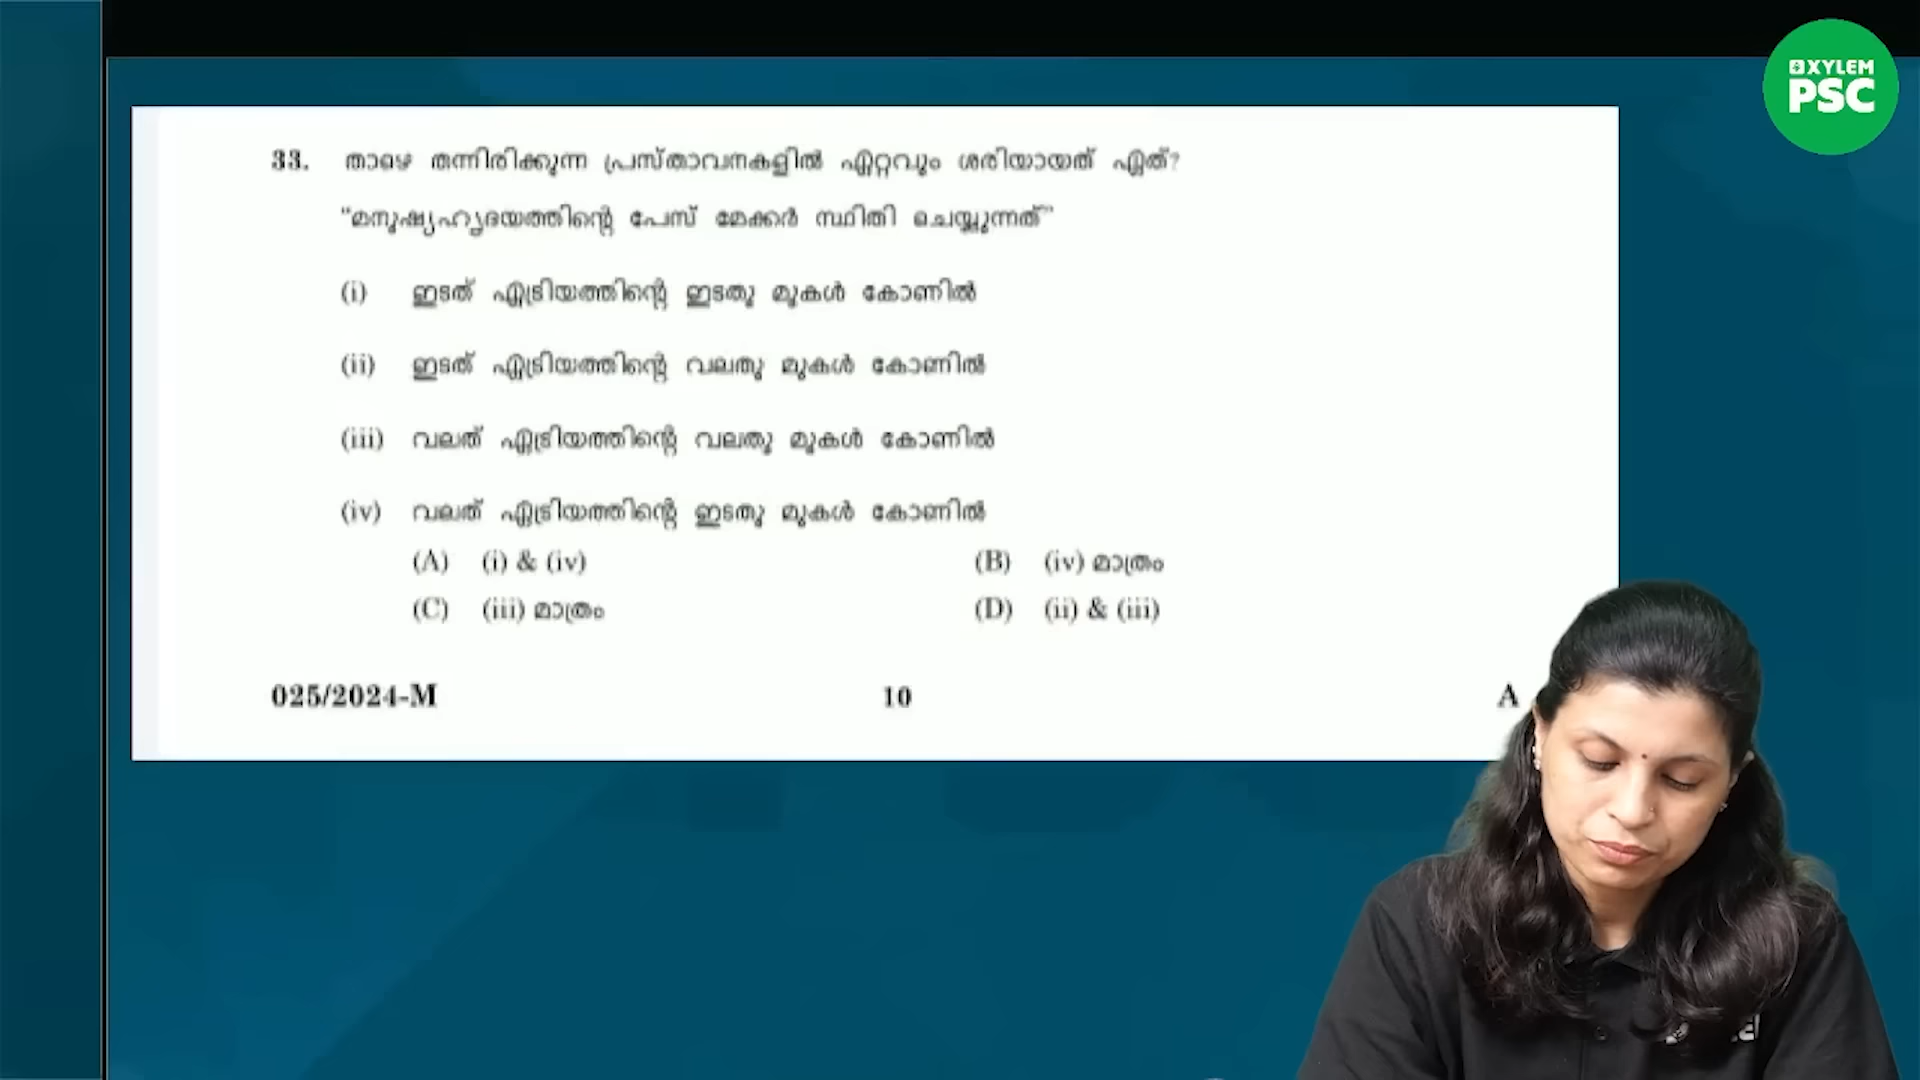 XYLEM
PSC
33. താഴെ തന്നിരിക്കുന്ന പ്രസ്താവനകളിൽ ഏറ്റവും ശരിയായത് ഏത്?
“മനുഷ്യഹൃദയത്തിന്റെ പേസ് മേക്കർ സ്ഥിതി ചെയ്യുന്നത്”
(i) ഇടത് ഏട്രിയത്തിന്റെ ഇടതു മുകൾ കോണിൽ
(ii) ഇടത് ഏട്രിയത്തിന്റെ വലതു മുകൾ കോണിൽ
(iii) വലത് ഏട്രിയത്തിന്റെ വലതു മുകൾ കോണിൽ
(iv) വലത് ഏട്രിയത്തിന്റെ ഇടതു മുകൾ കോണിൽ
(A) (i) & (iv) (B) (iv) മാത്രം
(C) (iii) മാത്രം (D) (ii) & (iii)
025/2024-M 10 A